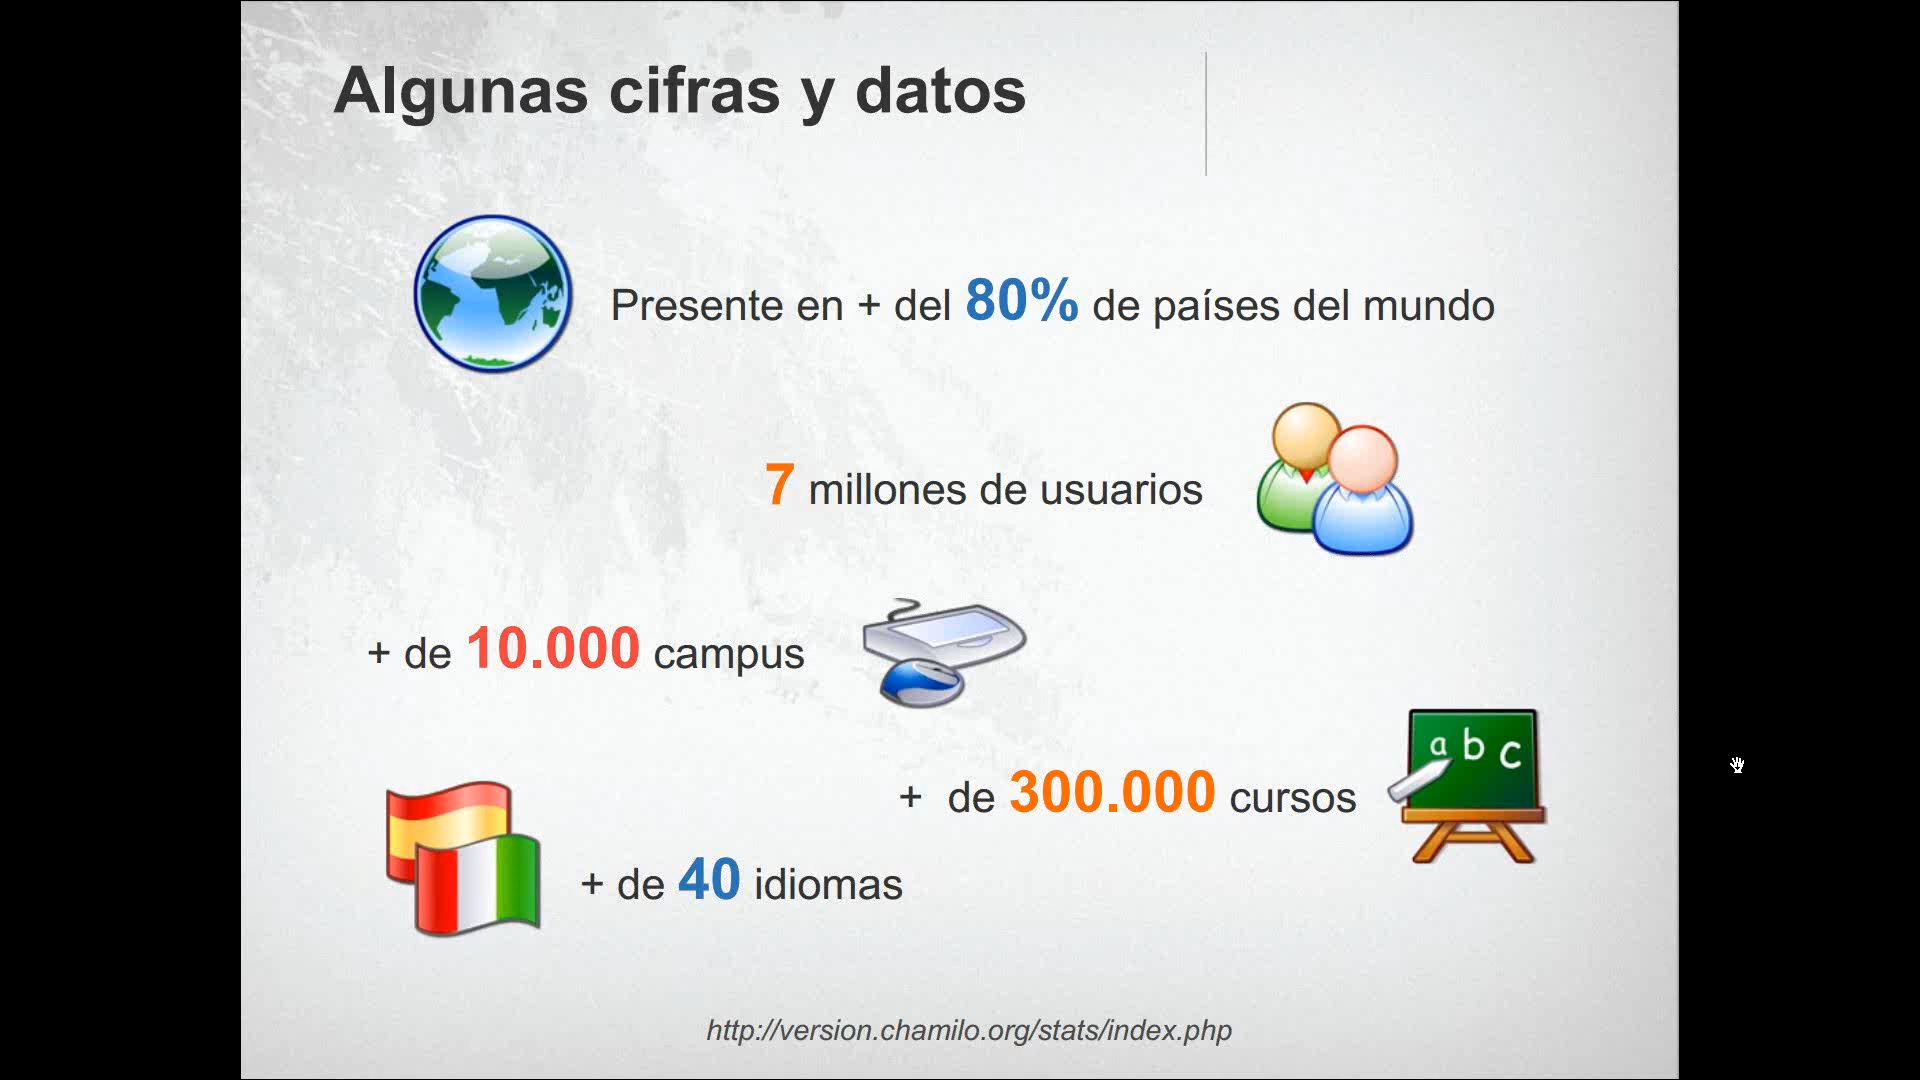 Algunas cifras y datos
Presente en + del 80% de países del mundo
7 millones de usuarios
+ de 10.000 campus
a b c
+ de 300.000 cursos
+ de 40 idiomas
http://version.chamilo.org/stats/index.php